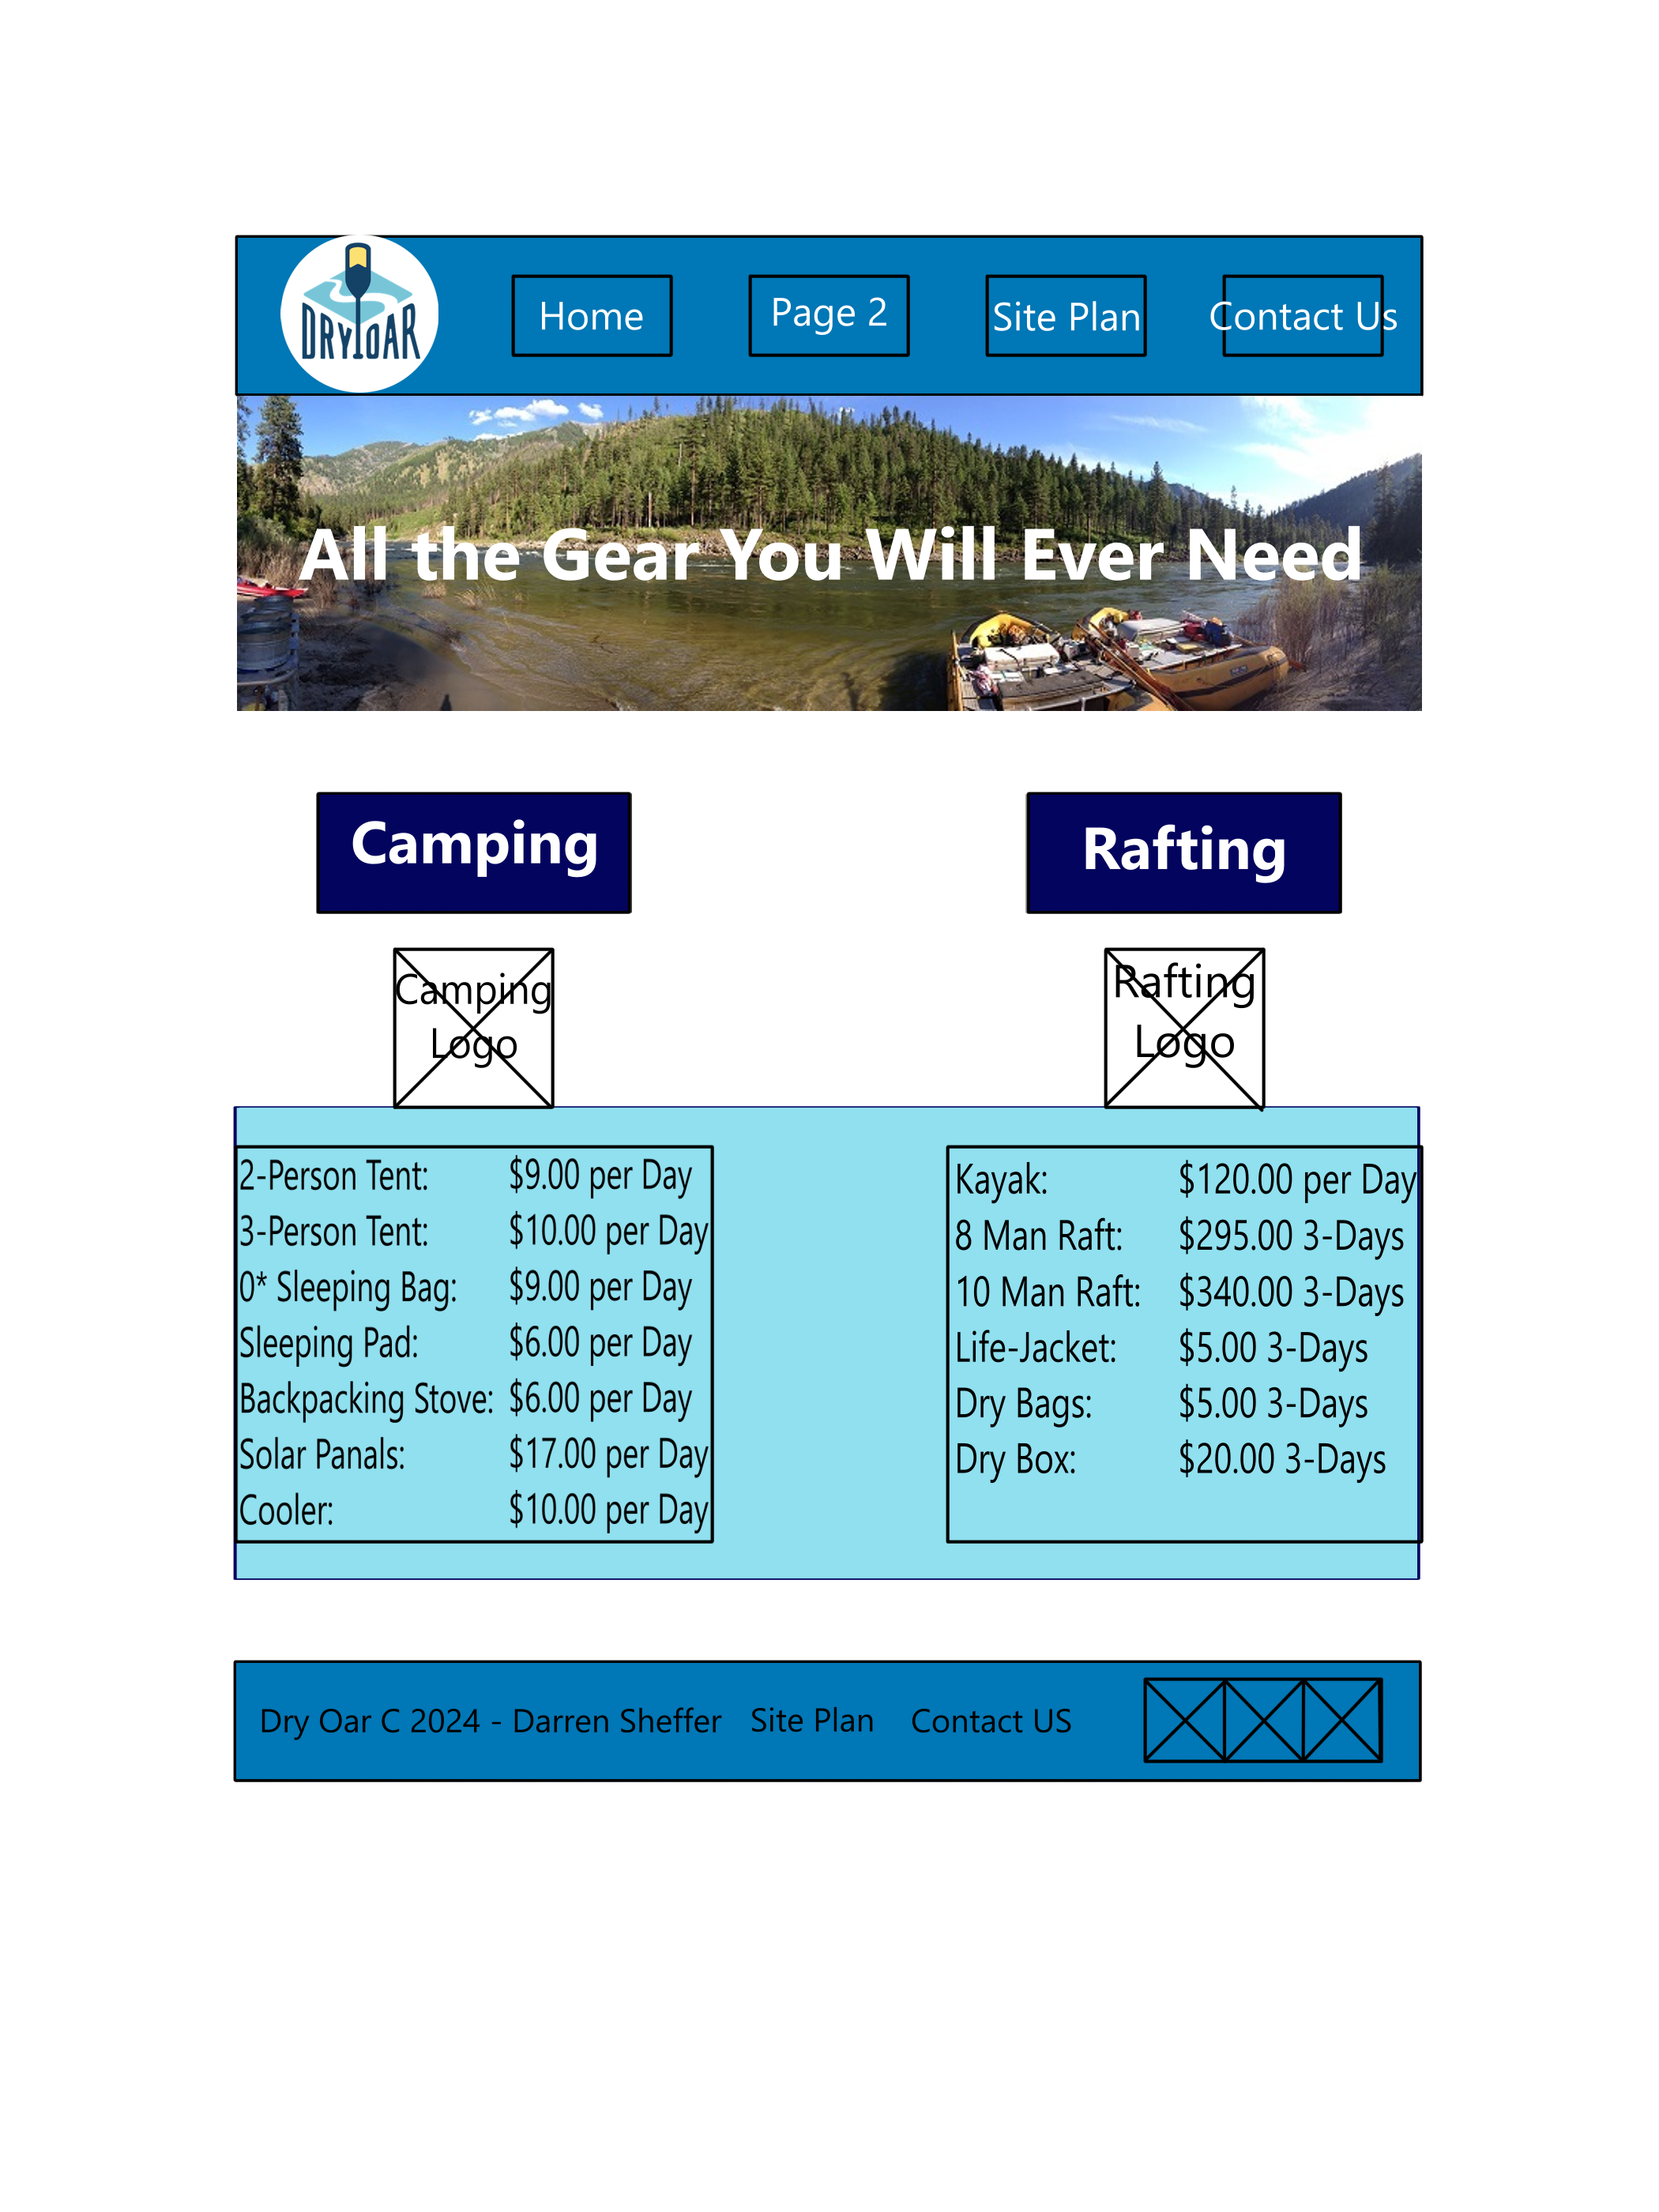 DRY OAR
Home
Page 2
Site Plan
Contact Us
All the Gear You Will Ever Need
Camping
Rafting
Camping
Logo
Rafting
Logo
2-Person Tent: $9.00 per Day
3-Person Tent: $10.00 per Day
0* Sleeping Bag: $9.00 per Day
Sleeping Pad: $6.00 per Day
Backpacking Stove: $6.00 per Day
Solar Panals: $17.00 per Day
Cooler: $10.00 per Day
Kayak: $120.00 per Day
8 Man Raft: $295.00 3-Days
10 Man Raft: $340.00 3-Days
Life-Jacket: $5.00 3-Days
Dry Bags: $5.00 3-Days
Dry Box: $20.00 3-Days
Dry Oar C 2024 - Darren Sheffer Site Plan Contact US